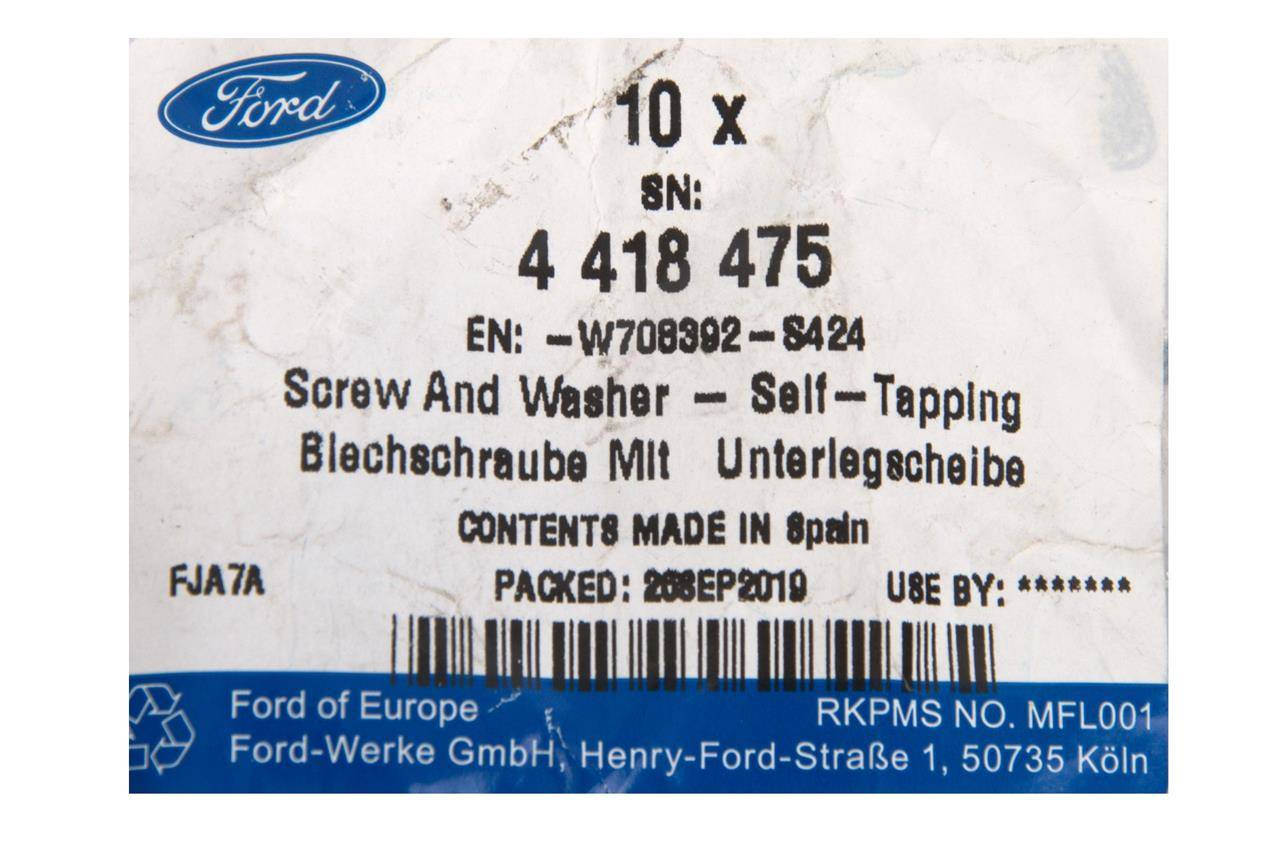 Ford
10 x
SN:
4 418 475
EN: -W708392-S424
Screw And Washer - Self-Tapping
Blechschraube Mit Unterlegscheibe
CONTENTS MADE IN Spain
FJA7A PACKED: 26SEP2019 USE BY: *******
Ford of Europe RKPMS NO. MFL001
Ford-Werke GmbH, Henry-Ford-Straße 1, 50735 Köln